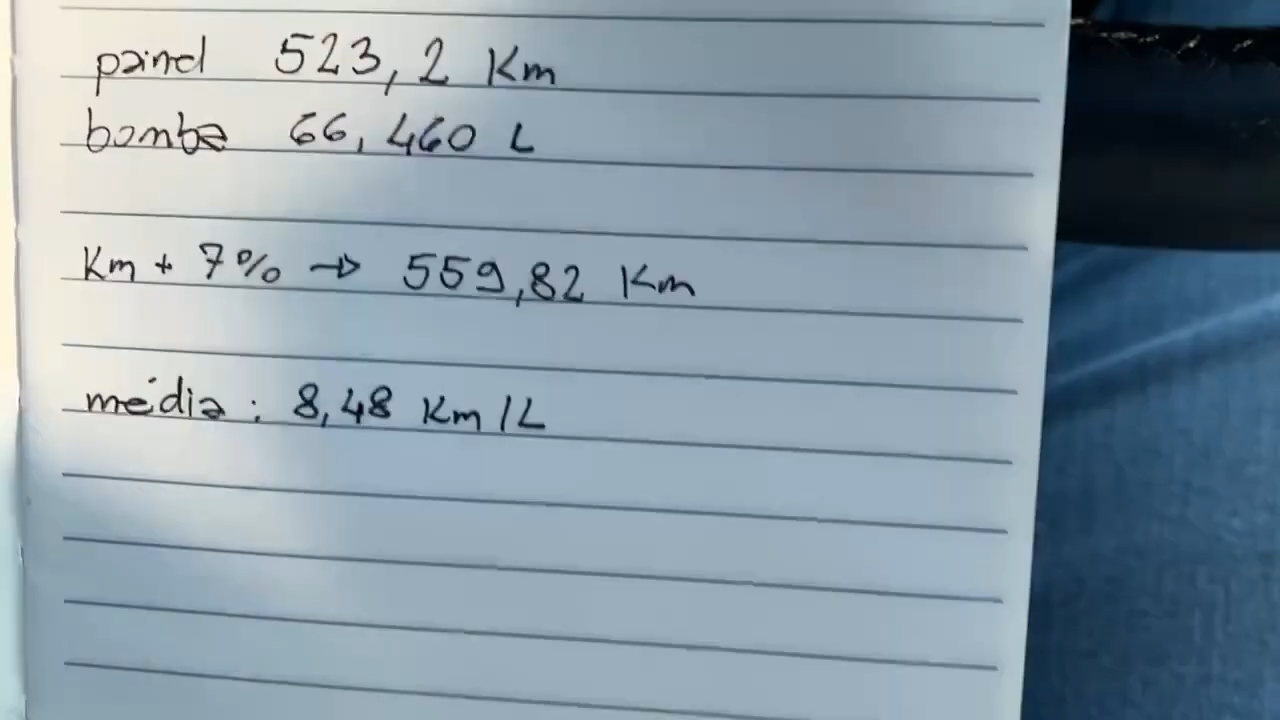 painel 523,2 Km
bomba 66,460 L
Km + 7% → 559,82 Km
média: 8,48 Km/L